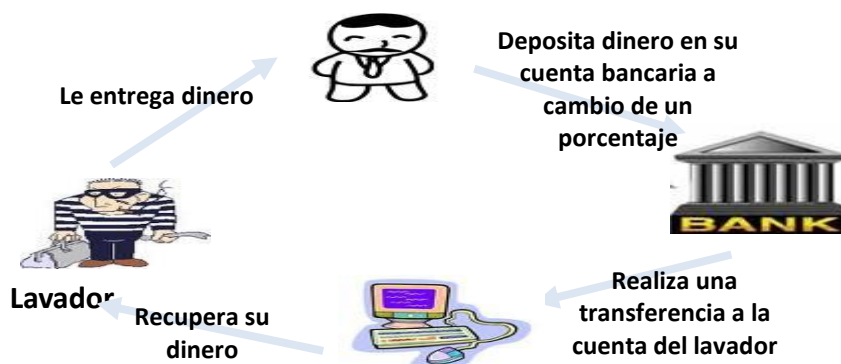 Deposita dinero en su
cuenta bancaria a
cambio de un
porcentaje
Le entrega dinero
BANK
Lavador
Recupera su
dinero
Realiza una
transferencia a la
cuenta del lavador